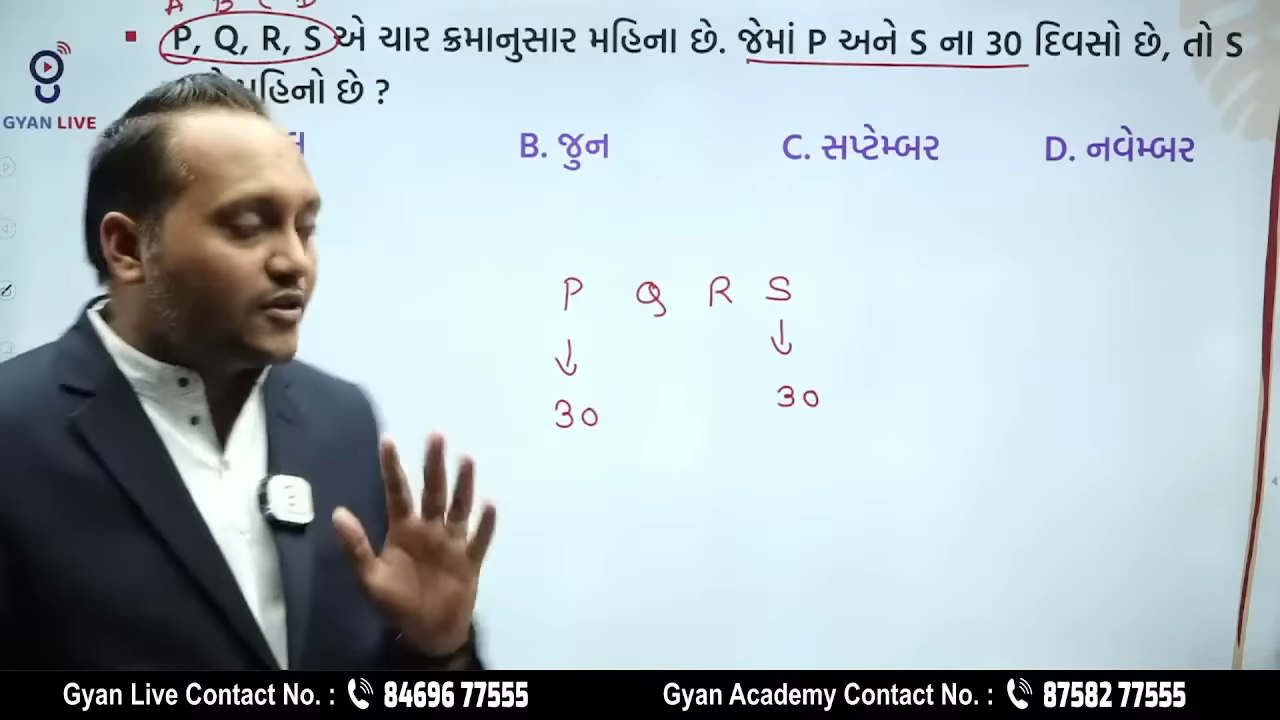 A B C D
P, Q, R, S એ ચાર ક્રમાનુસાર મહિના છે. જેમાં P અને S ના 30 દિવસો છે, તો S
મહિનો છે ?
B. જુન C. સપ્ટેમ્બર D. નવેમ્બર
GYAN LIVE
P Q R S
30 30
Gyan Live Contact No. : 84696 77555 Gyan Academy Contact No. : 87582 77555